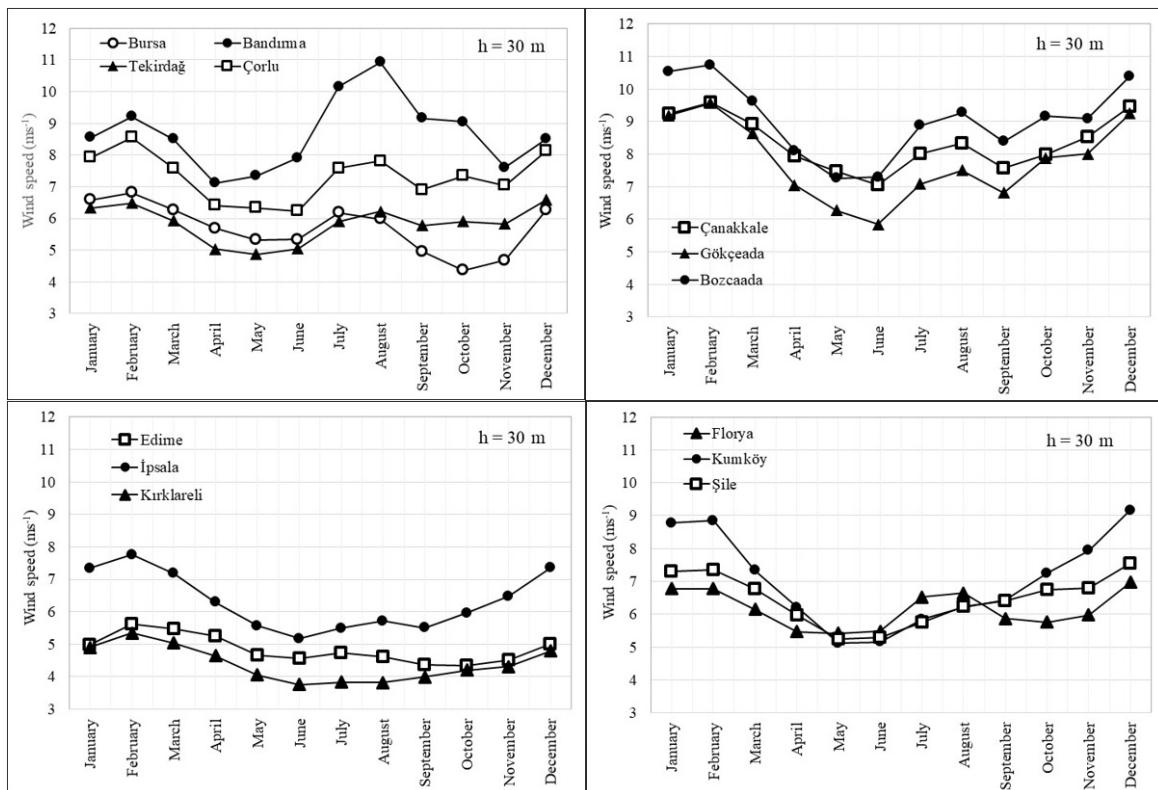 12
11
10
9
8
7
6
5
4
3
Wind speed (ms⁻¹)
Bursa Bandırma
Tekirdağ Çorlu
h = 30 m
January
February
March
April
May
June
July
August
September
October
November
December
12
11
10
9
8
7
6
5
4
3
Wind speed (ms⁻¹)
h = 30 m
Çanakkale
Gökçeada
Bozcaada
January
February
March
April
May
June
July
August
September
October
November
December
12
11
10
9
8
7
6
5
4
3
Wind speed (ms⁻¹)
Edirne
İpsala
Kırklareli
h = 30 m
January
February
March
April
May
June
July
August
September
October
November
December
12
11
10
9
8
7
6
5
4
3
Wind speed (ms⁻¹)
Florya
Kumköy
Şile
h = 30 m
January
February
March
April
May
June
July
August
September
October
November
December